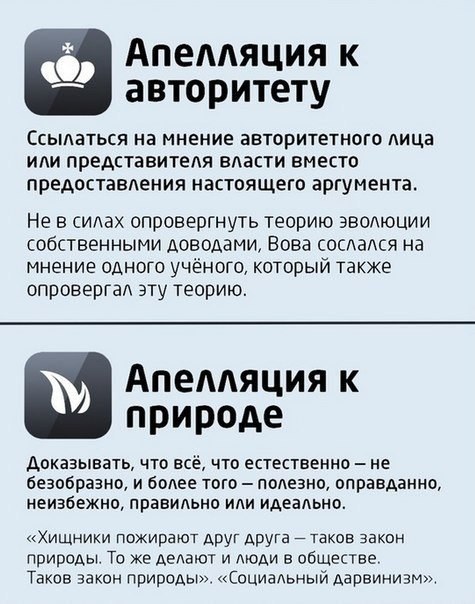 Апелляция к
авторитету
Ссылаться на мнение авторитетного лица
или представителя власти вместо
предоставления настоящего аргумента.
Не в силах опровергнуть теорию эволюции
собственными доводами, Вова сослался на
мнение одного учёного, который также
опровергал эту теорию.
Апелляция к
природе
Доказывать, что всё, что естественно – не
безобразно, и более того – полезно, оправданно,
неизбежно, правильно или идеально.
«Хищники пожирают друг друга – таков закон
природы. То же делают и люди в обществе.
Таков закон природы». «Социальный дарвинизм».